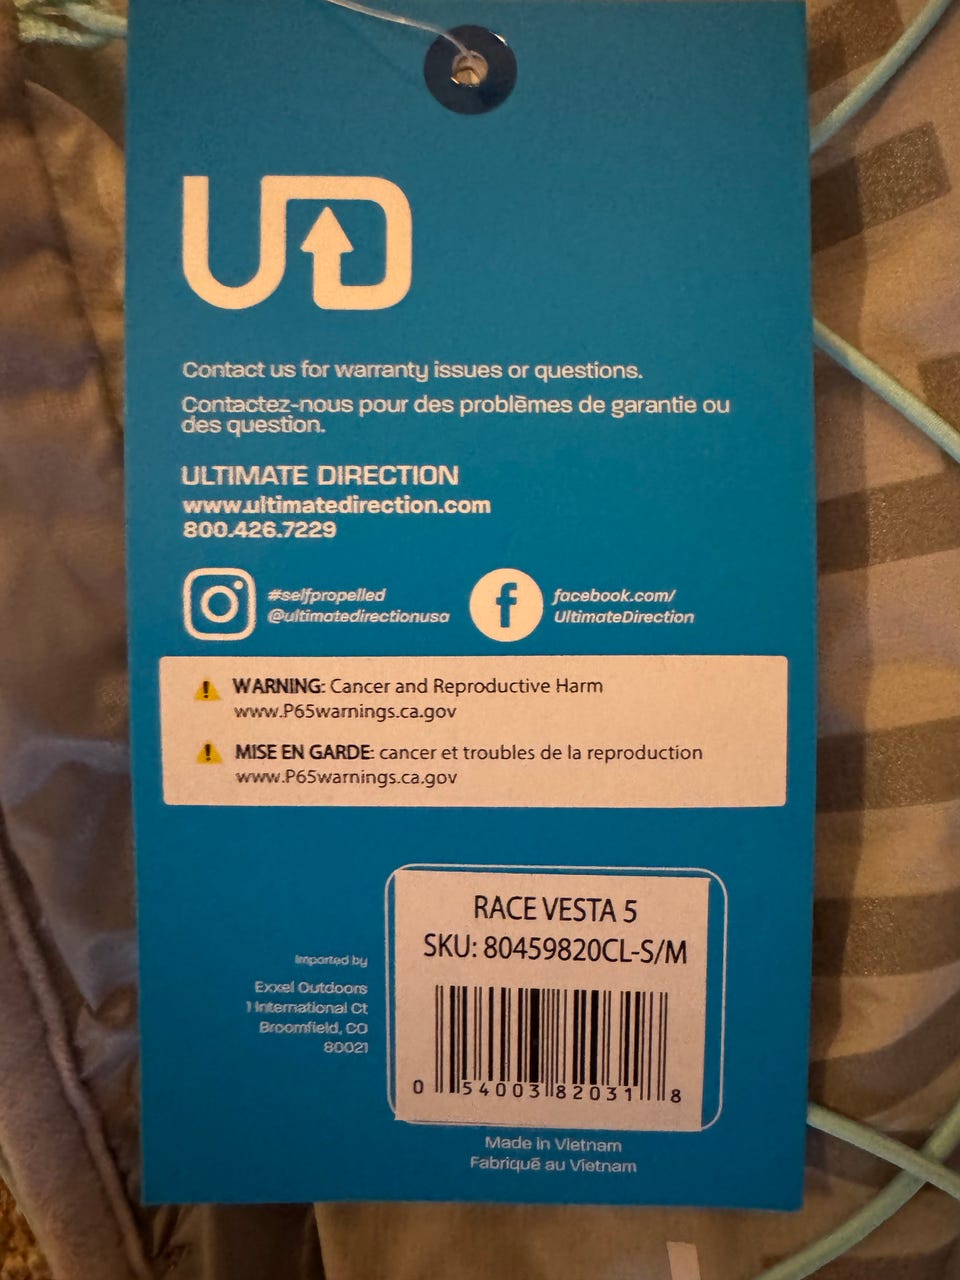 UD
Contact us for warranty issues or questions.
Contactez-nous pour des problèmes de garantie ou
des question.
ULTIMATE DIRECTION
www.ultimatedirection.com
800.426.7229
#selfpropelled
@ultimatedirectionusa
facebook.com/
UltimateDirection
WARNING: Cancer and Reproductive Harm
www.P65warnings.ca.gov
MISE EN GARDE: cancer et troubles de la reproduction
www.P65warnings.ca.gov
RACE VESTA 5
SKU: 80459820CL-S/M
0 54003 82031 8
Imported by
Exxel Outdoors
1 International Ct
Broomfield, CO
80021
Made in Vietnam
Fabriqué au Vietnam